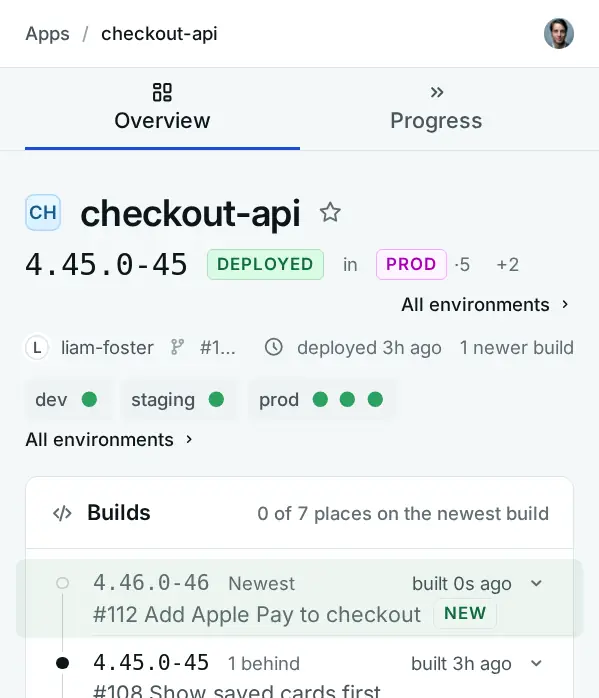 Apps / checkout-api
Overview
Progress
CH checkout-api
4.45.0-45 DEPLOYED in PROD ·5 +2
All environments ›
L liam-foster #1... deployed 3h ago 1 newer build
dev staging prod
All environments ›
Builds 0 of 7 places on the newest build
4.46.0-46 Newest built 0s ago
#112 Add Apple Pay to checkout NEW
4.45.0-45 1 behind built 3h ago
#108 Show saved cards first